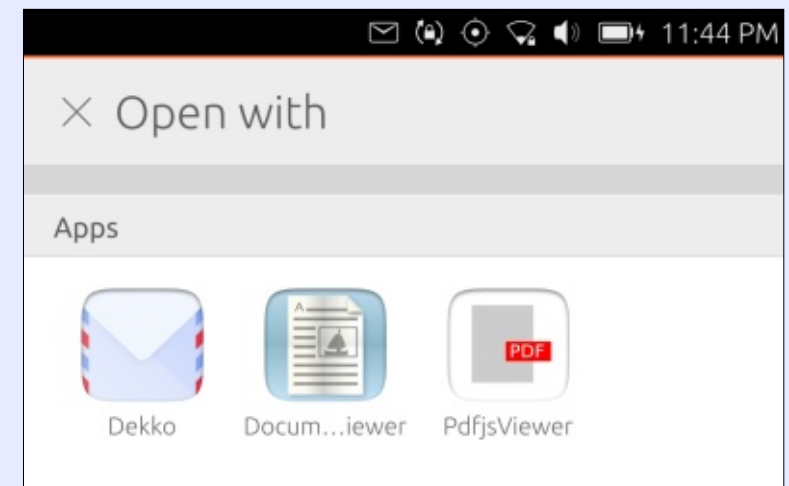 11:44 PM
Open with
Apps
A
PDF
Dekko Docum...iewer PdfjsViewer